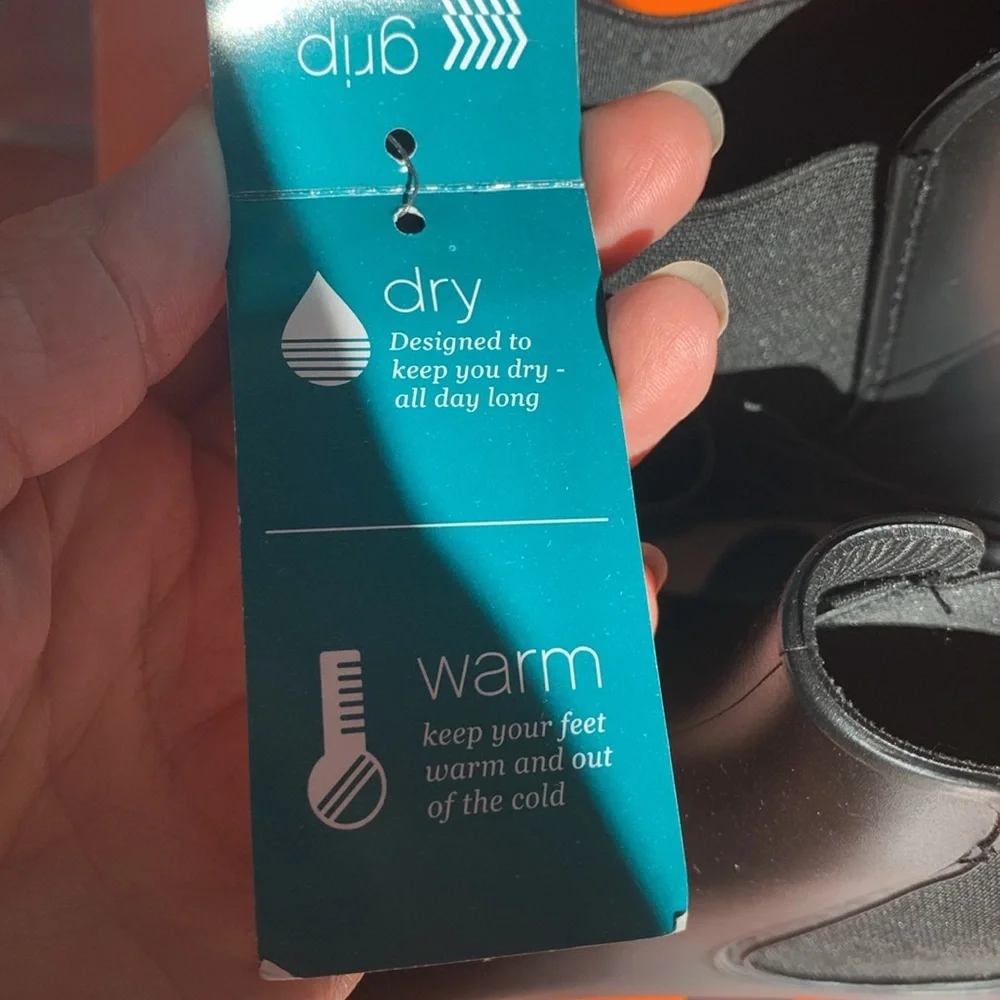 grip
dry
Designed to
keep you dry -
all day long
warm
keep your feet
warm and out
of the cold